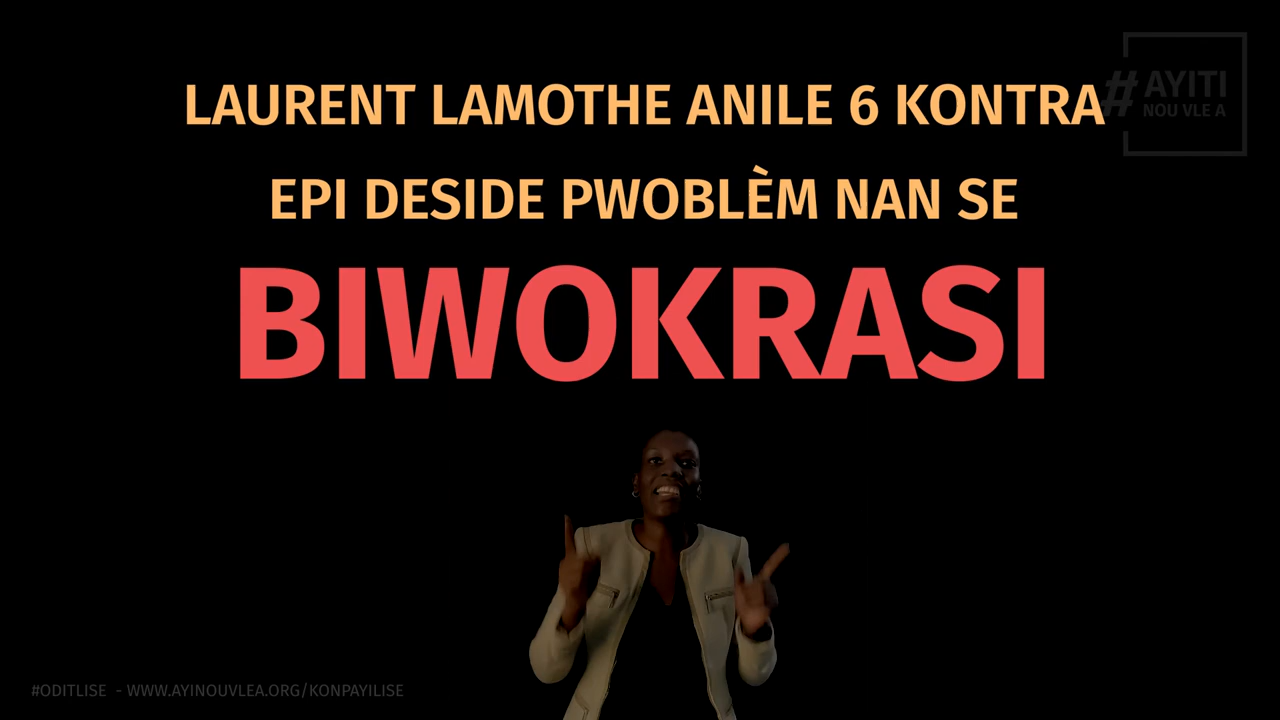 LAURENT LAMOTHE ANILE 6 KONTRA
EPI DESIDE PWOBLÈM NAN SE
BIWOKRASI
# AYITI
NOU VLE A
#ODITLISE - WWW.AYINOUVLEA.ORG/KONPAYILISE